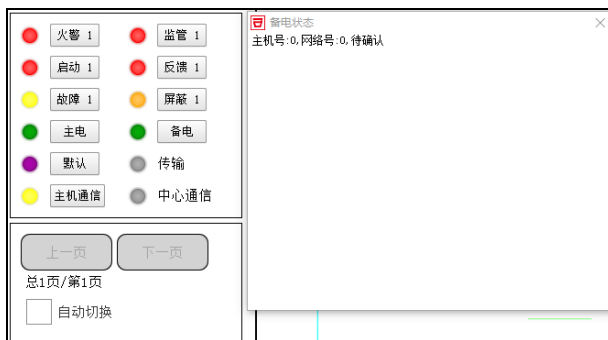 火警 1
监管 1
启动 1
反馈 1
故障 1
屏蔽 1
主电
备电
默认
传输
主机通信
中心通信
上一页
下一页
总1页/第1页
自动切换
备电状态
主机号:0,网络号:0,待确认